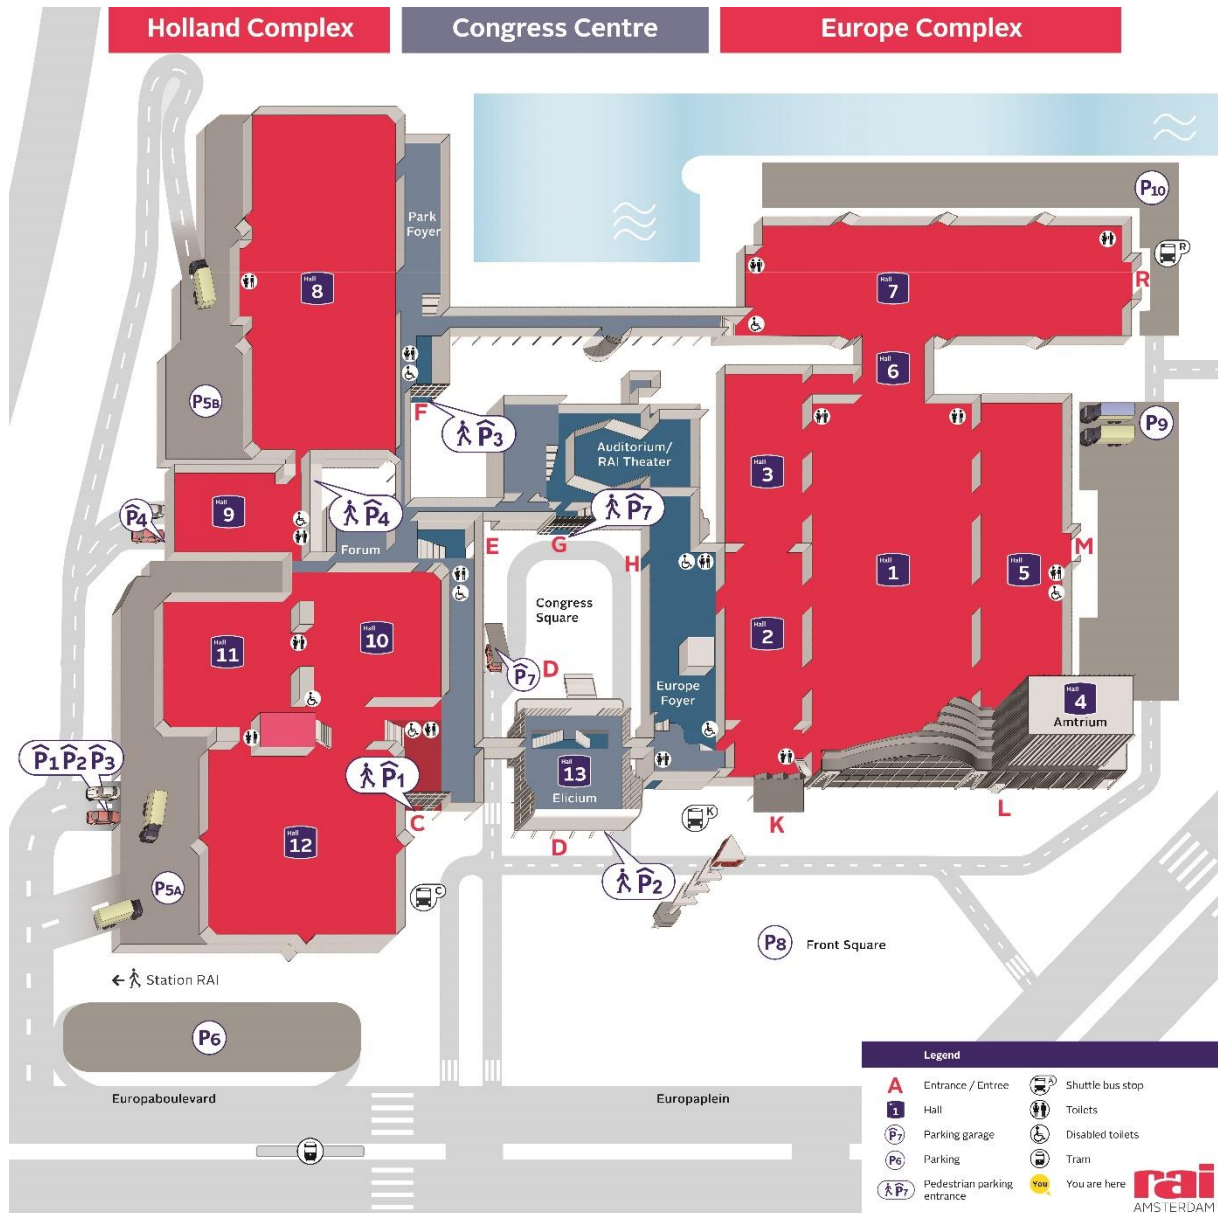 Holland Complex
Congress Centre
Europe Complex
P10
R
Park
Foyer
Hall
8
Hall
7
R
Hall
6
P5B
F
P3
P9
Auditorium/
RAI Theater
Hall
3
P4
Hall
9
P4
P7
Forum
E
G
H
Hall
1
Hall
5
M
Congress
Square
Hall
10
Hall
11
Hall
2
D
P7
Europe
Foyer
Hall
4
Amtrium
P1 P2 P3
P1
Hall
13
Elicium
C
K
K
L
D
Hall
12
P2
P5A
C
P8
Front Square
← Station RAI
P6
Europaboulevard
Europaplein
Legend
A Entrance / Entree
1 Hall
P7 Parking garage
P6 Parking
P7 Pedestrian parking
entrance
A Shuttle bus stop
Toilets
Disabled toilets
Tram
You You are here
rai
AMSTERDAM